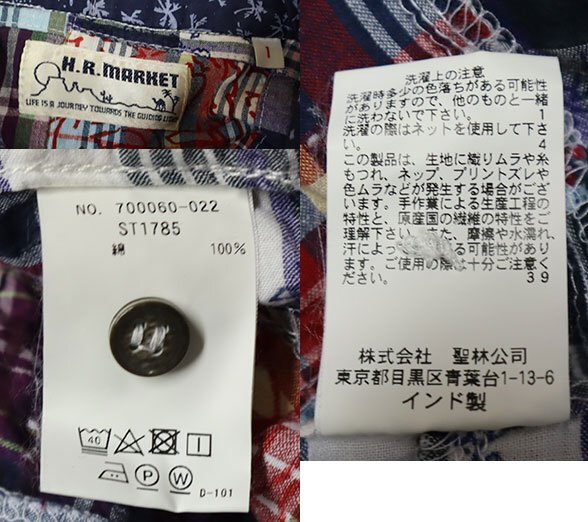 H.R.MARKET
LIFE IS A JOURNEY TOWARDS THE GUIDING LIGHT
1
NO. 700060-022
ST1785
綿 100%
40
P W
D-101
洗濯上の注意
洗濯時多少の色落ちがある可能性
がありますので、他のものと一緒
に洗わないで下さい。 1
洗濯の際はネットを使用して下さ
い。 4
この製品は、生地に織りムラや糸
もつれ、ネップ、プリントズレや
色ムラなどが発生する場合がござ
います。手作業による生産工程の
特性と、原産国の繊維の特性をご
理解下さい。また、摩擦や水濡れ、
汗によっ ある可能性があり
ます。ご使用の際は十分ご注意く
ださい。 39
株式会社 聖林公司
東京都目黒区青葉台1-13-6
インド製